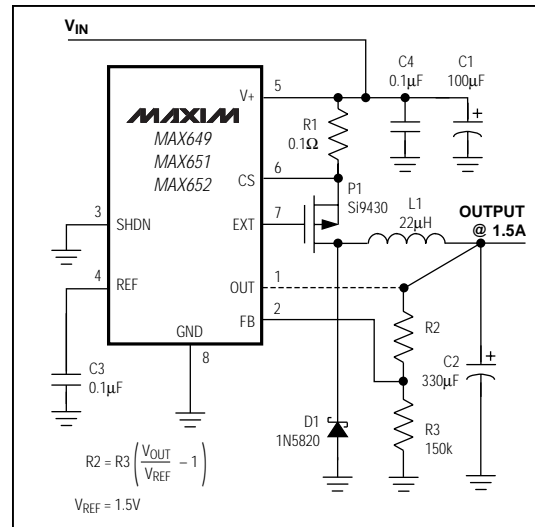 VIN
5
V+
C4
0.1µF
C1
100µF
+
MAXIM
MAX649
MAX651
MAX652
R1
0.1Ω
6
CS
P1
Si9430
3
SHDN
7
EXT
L1
22µH
OUTPUT
@ 1.5A
4
REF
OUT
1
2
FB
R2
GND
8
C3
0.1µF
C2
330µF
+
D1
1N5820
R3
150k
R2 = R3 (VOUT/VREF – 1)
VREF = 1.5V